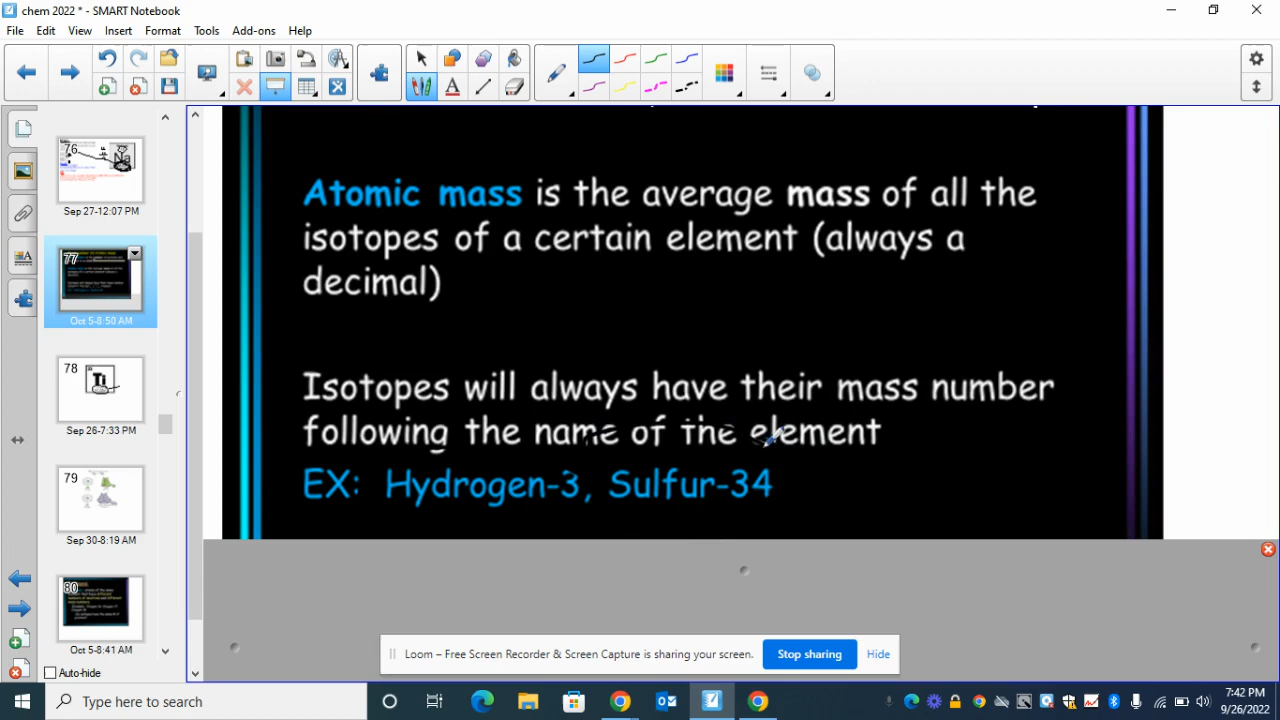 chem 2022 * - SMART Notebook
File Edit View Insert Format Tools Add-ons Help
76
Sep 27-12:07 PM
77
Oct 5-8:50 AM
78
Ti
Sep 26-7:33 PM
79
Sep 30-8:19 AM
80
Oct 5-8:41 AM
Auto-hide
Atomic mass is the average mass of all the
isotopes of a certain element (always a
decimal)
Isotopes will always have their mass number
following the name of the element
EX: Hydrogen-3, Sulfur-34
Loom – Free Screen Recorder & Screen Capture is sharing your screen.
Stop sharing
Hide
Type here to search
7:42 PM
9/26/2022